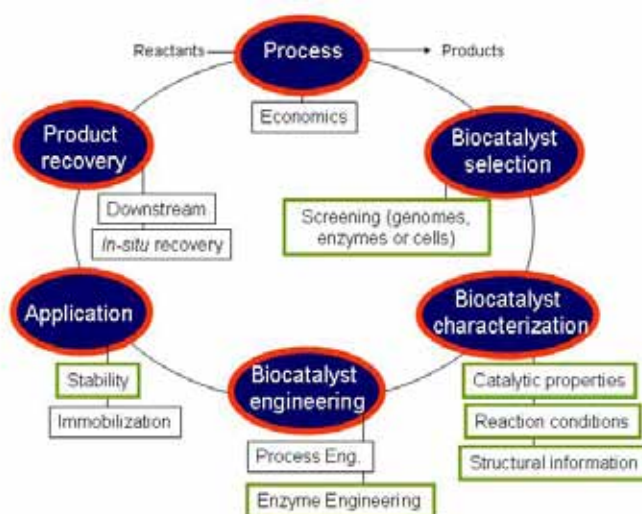 Reactants
Process
Products
Economics
Product
recovery
Biocatalyst
selection
Downstream
In-situ recovery
Screening (genomes,
enzymes or cells)
Application
Biocatalyst
characterization
Stability
Immobilization
Biocatalyst
engineering
Catalytic properties
Reaction conditions
Structural information
Process Eng.
Enzyme Engineering